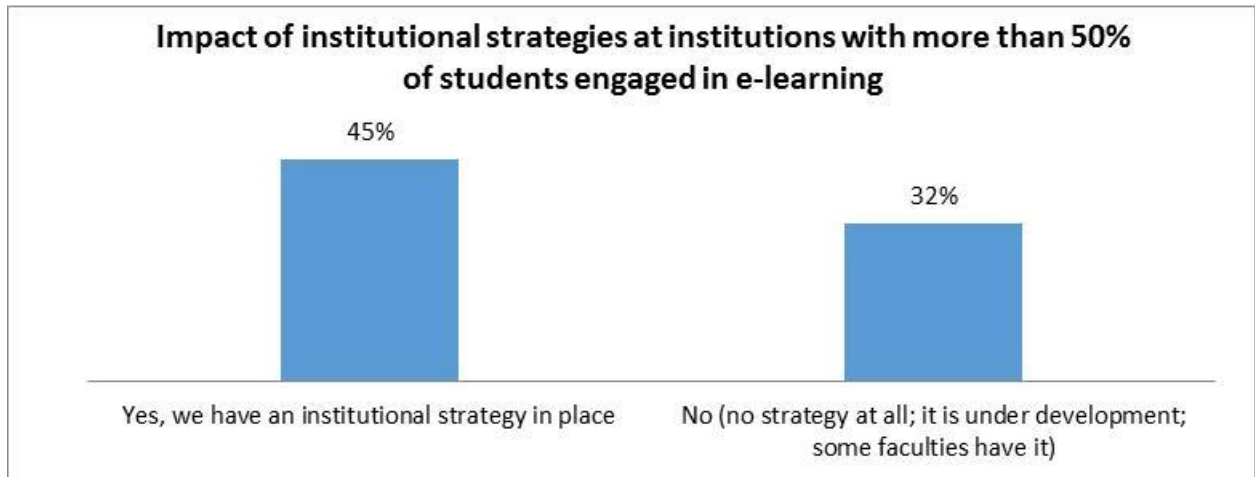 Impact of institutional strategies at institutions with more than 50%
of students engaged in e-learning
45%
32%
Yes, we have an institutional strategy in place
No (no strategy at all; it is under development;
some faculties have it)